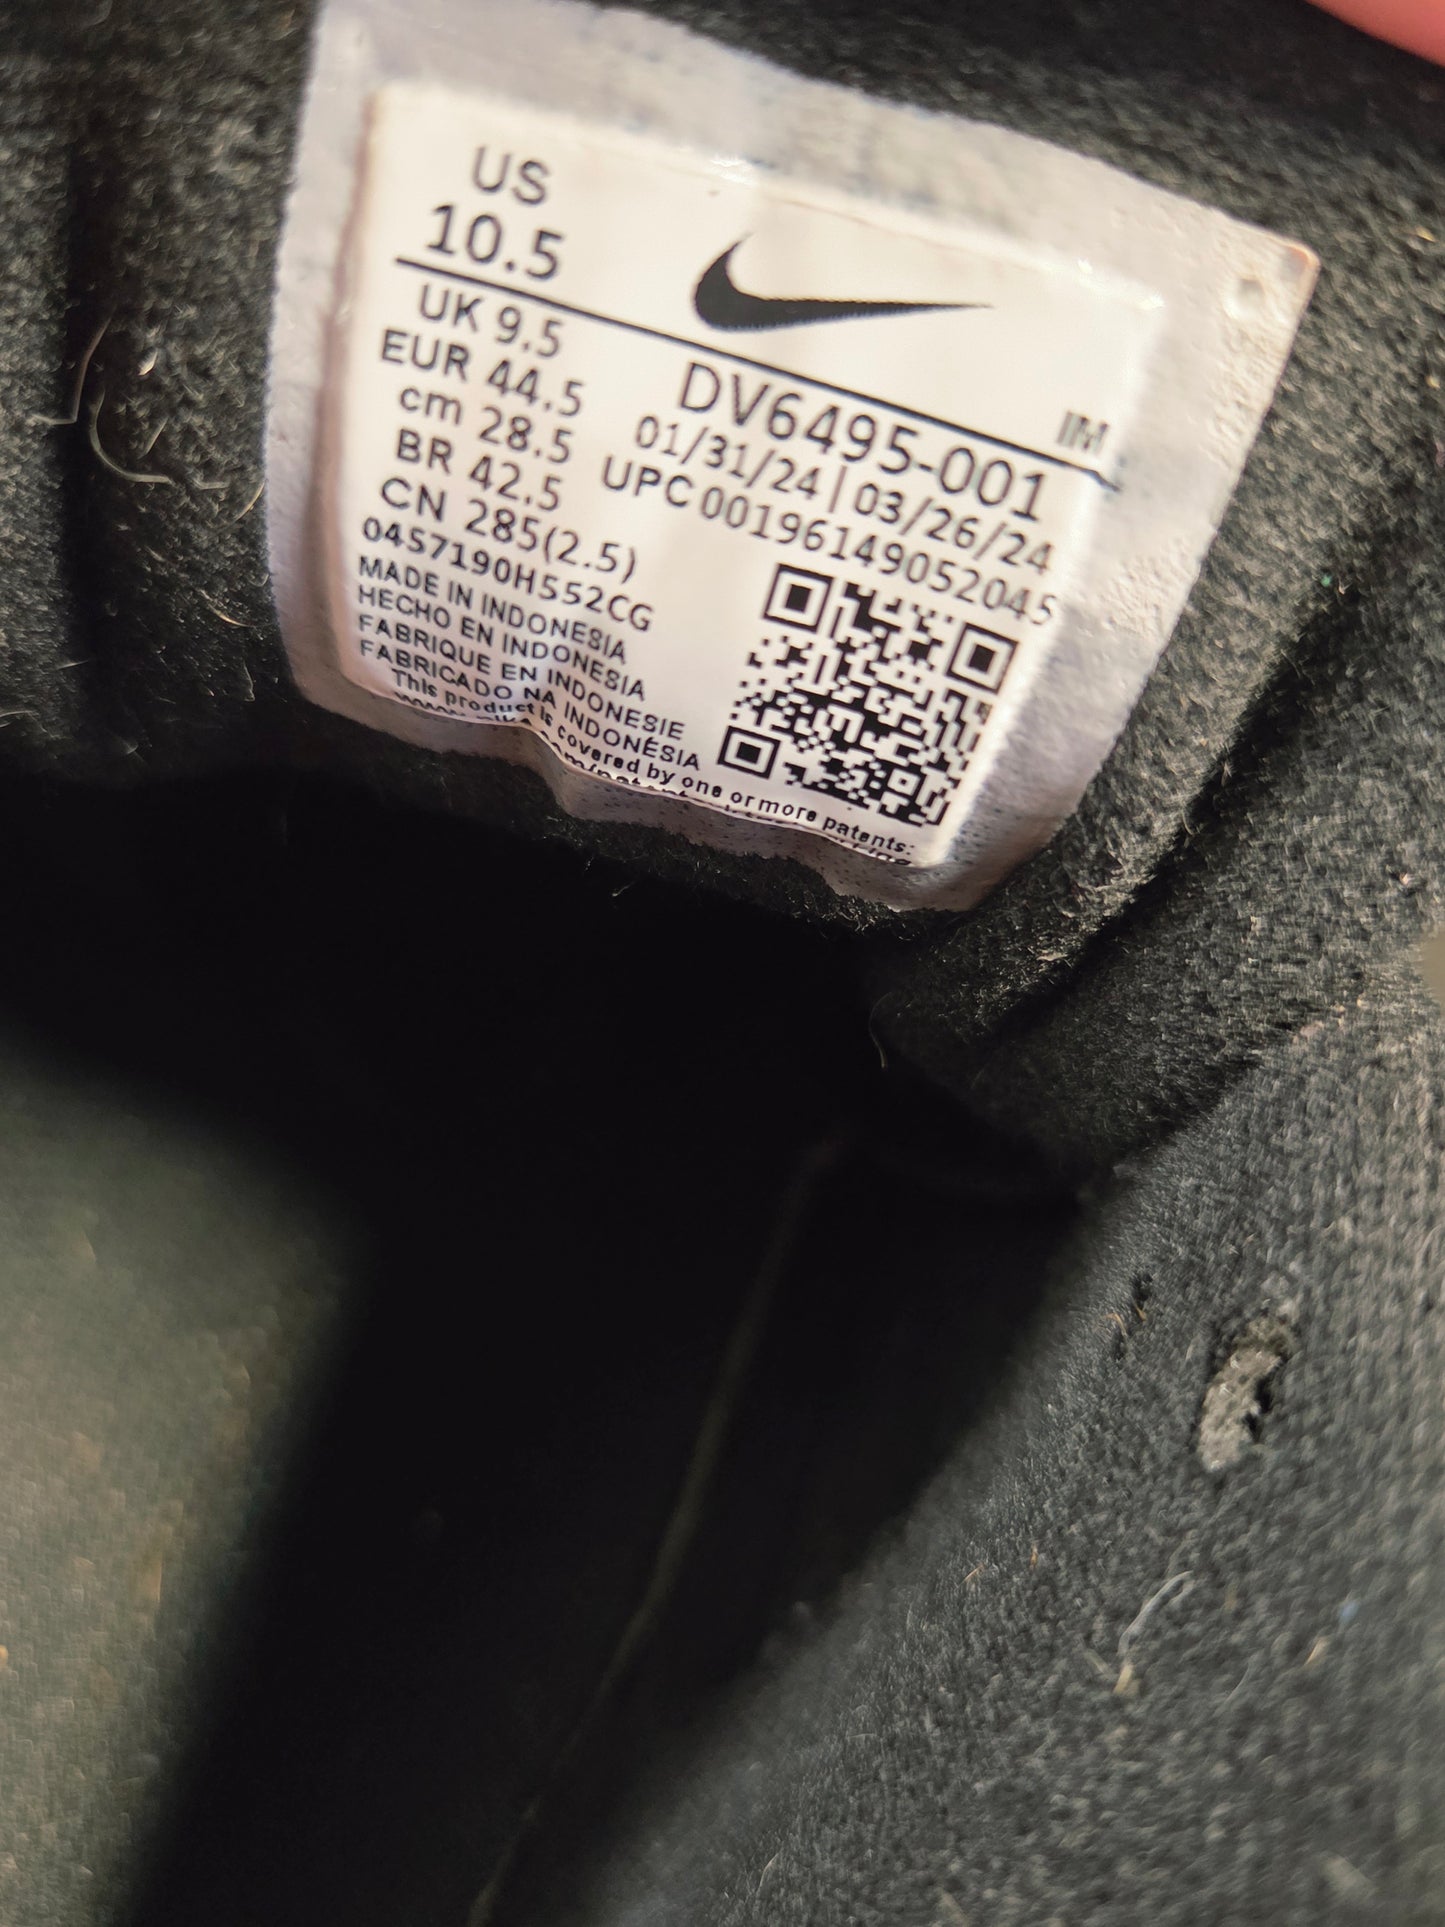 US
10.5
UK 9.5
EUR 44.5
cm 28.5
BR 42.5
CN 285(2.5)
IM
DV6495-001
01/31/24 | 03/26/24
UPC 00196149052045
0457190H552CG
MADE IN INDONESIA
HECHO EN INDONESIA
FABRIQUE EN INDONESIE
FABRICADO NA INDONÉSIA
This product is covered by one or more patents: